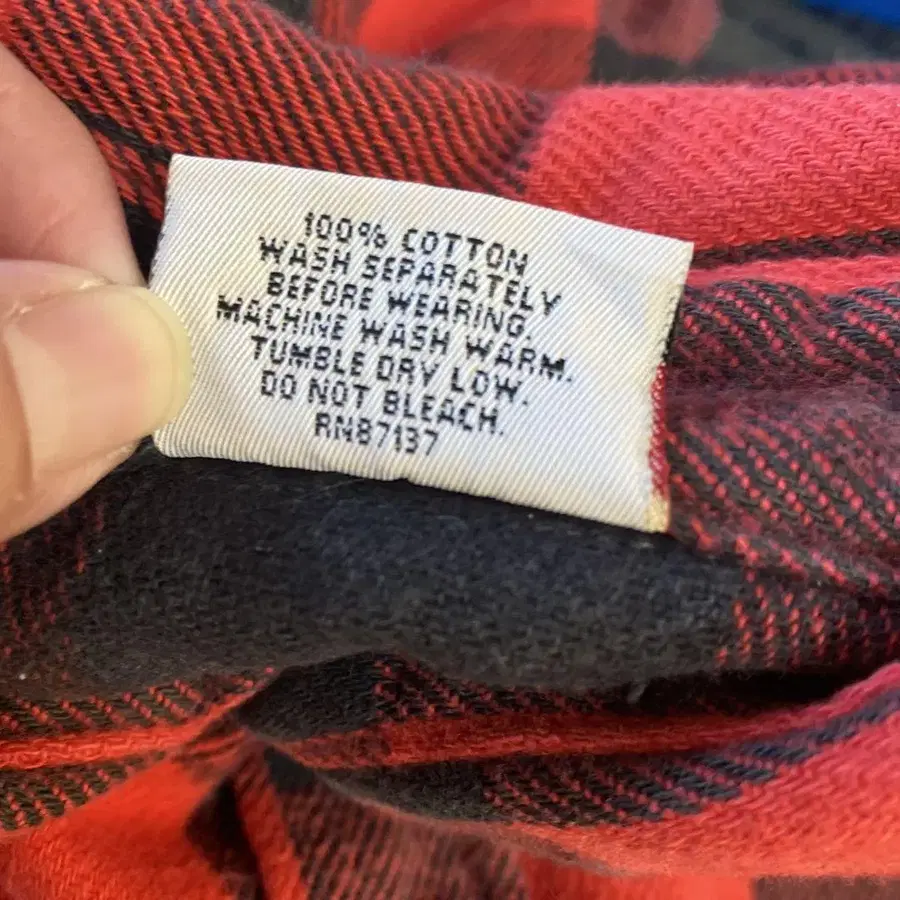 100% COTTON
WASH SEPARATELY
BEFORE WEARING.
MACHINE WASH WARM.
TUMBLE DRY LOW.
DO NOT BLEACH.
RN87137